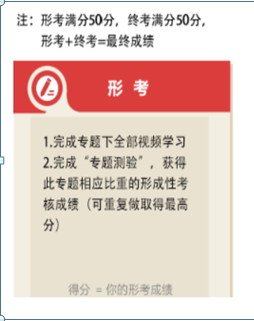 注：形考满分50分，终考满分50分，
形考+终考=最终成绩
形考
1.完成专题下全部视频学习
2.完成“专题测验”，获得
此专题相应比重的形成性考
核成绩（可重复做取得最高
分）
得分 = 你的形考成绩